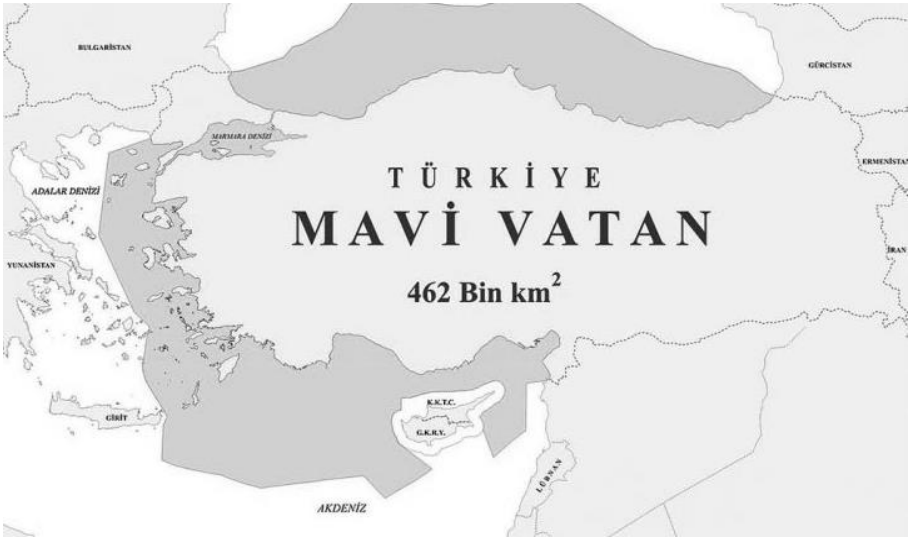 BULGARİSTAN
GÜRCİSTAN
MARMARA DENİZİ
ERMENİSTAN
TÜRKİYE
ADALAR DENİZİ
MAVİ VATAN
İRAN
YUNANİSTAN
462 Bin km²
K.K.T.C.
GİRİT
G.K.R.Y.
LÜBNAN
AKDENİZ